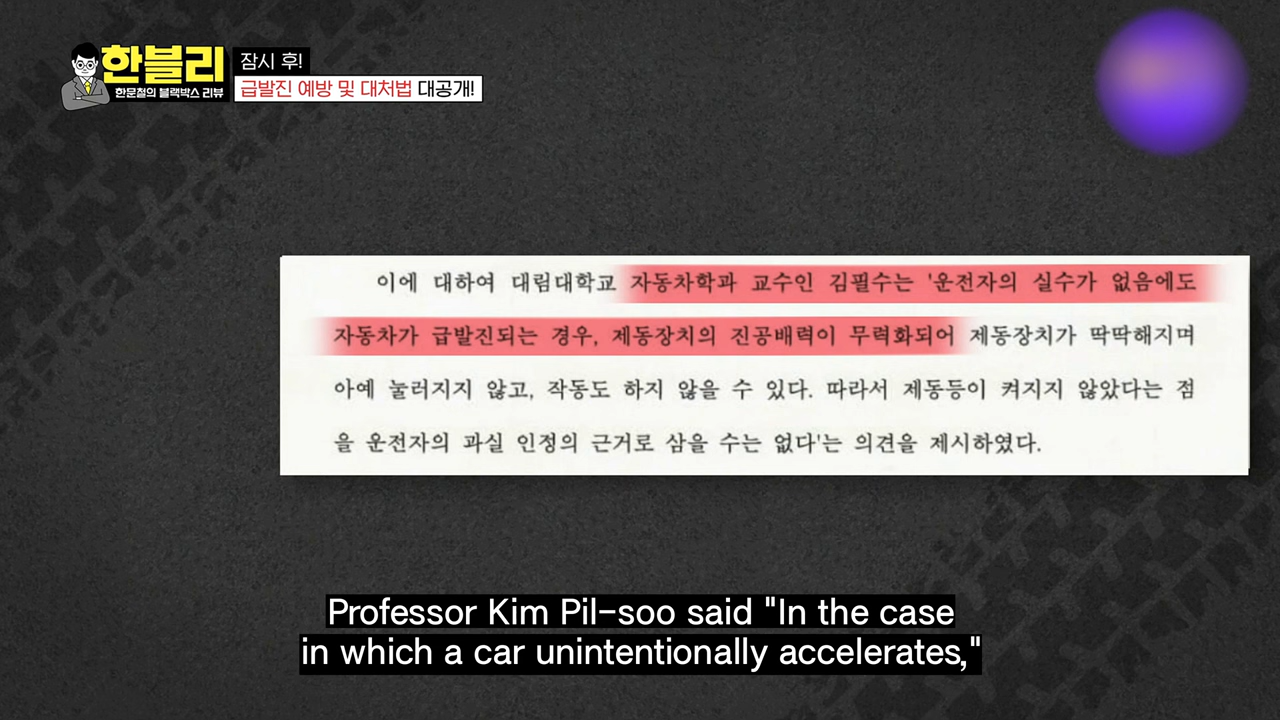 한블리
한문철의 블랙박스 리뷰
잠시 후!
급발진 예방 및 대처법 대공개!
이에 대하여 대림대학교 자동차학과 교수인 김필수는 '운전자의 실수가 없음에도
자동차가 급발진되는 경우, 제동장치의 진공배력이 무력화되어 제동장치가 딱딱해지며
아예 눌러지지 않고, 작동도 하지 않을 수 있다. 따라서 제동등이 켜지지 않았다는 점
을 운전자의 과실 인정의 근거로 삼을 수는 없다'는 의견을 제시하였다.
Professor Kim Pil-soo said "In the case
in which a car unintentionally accelerates,"